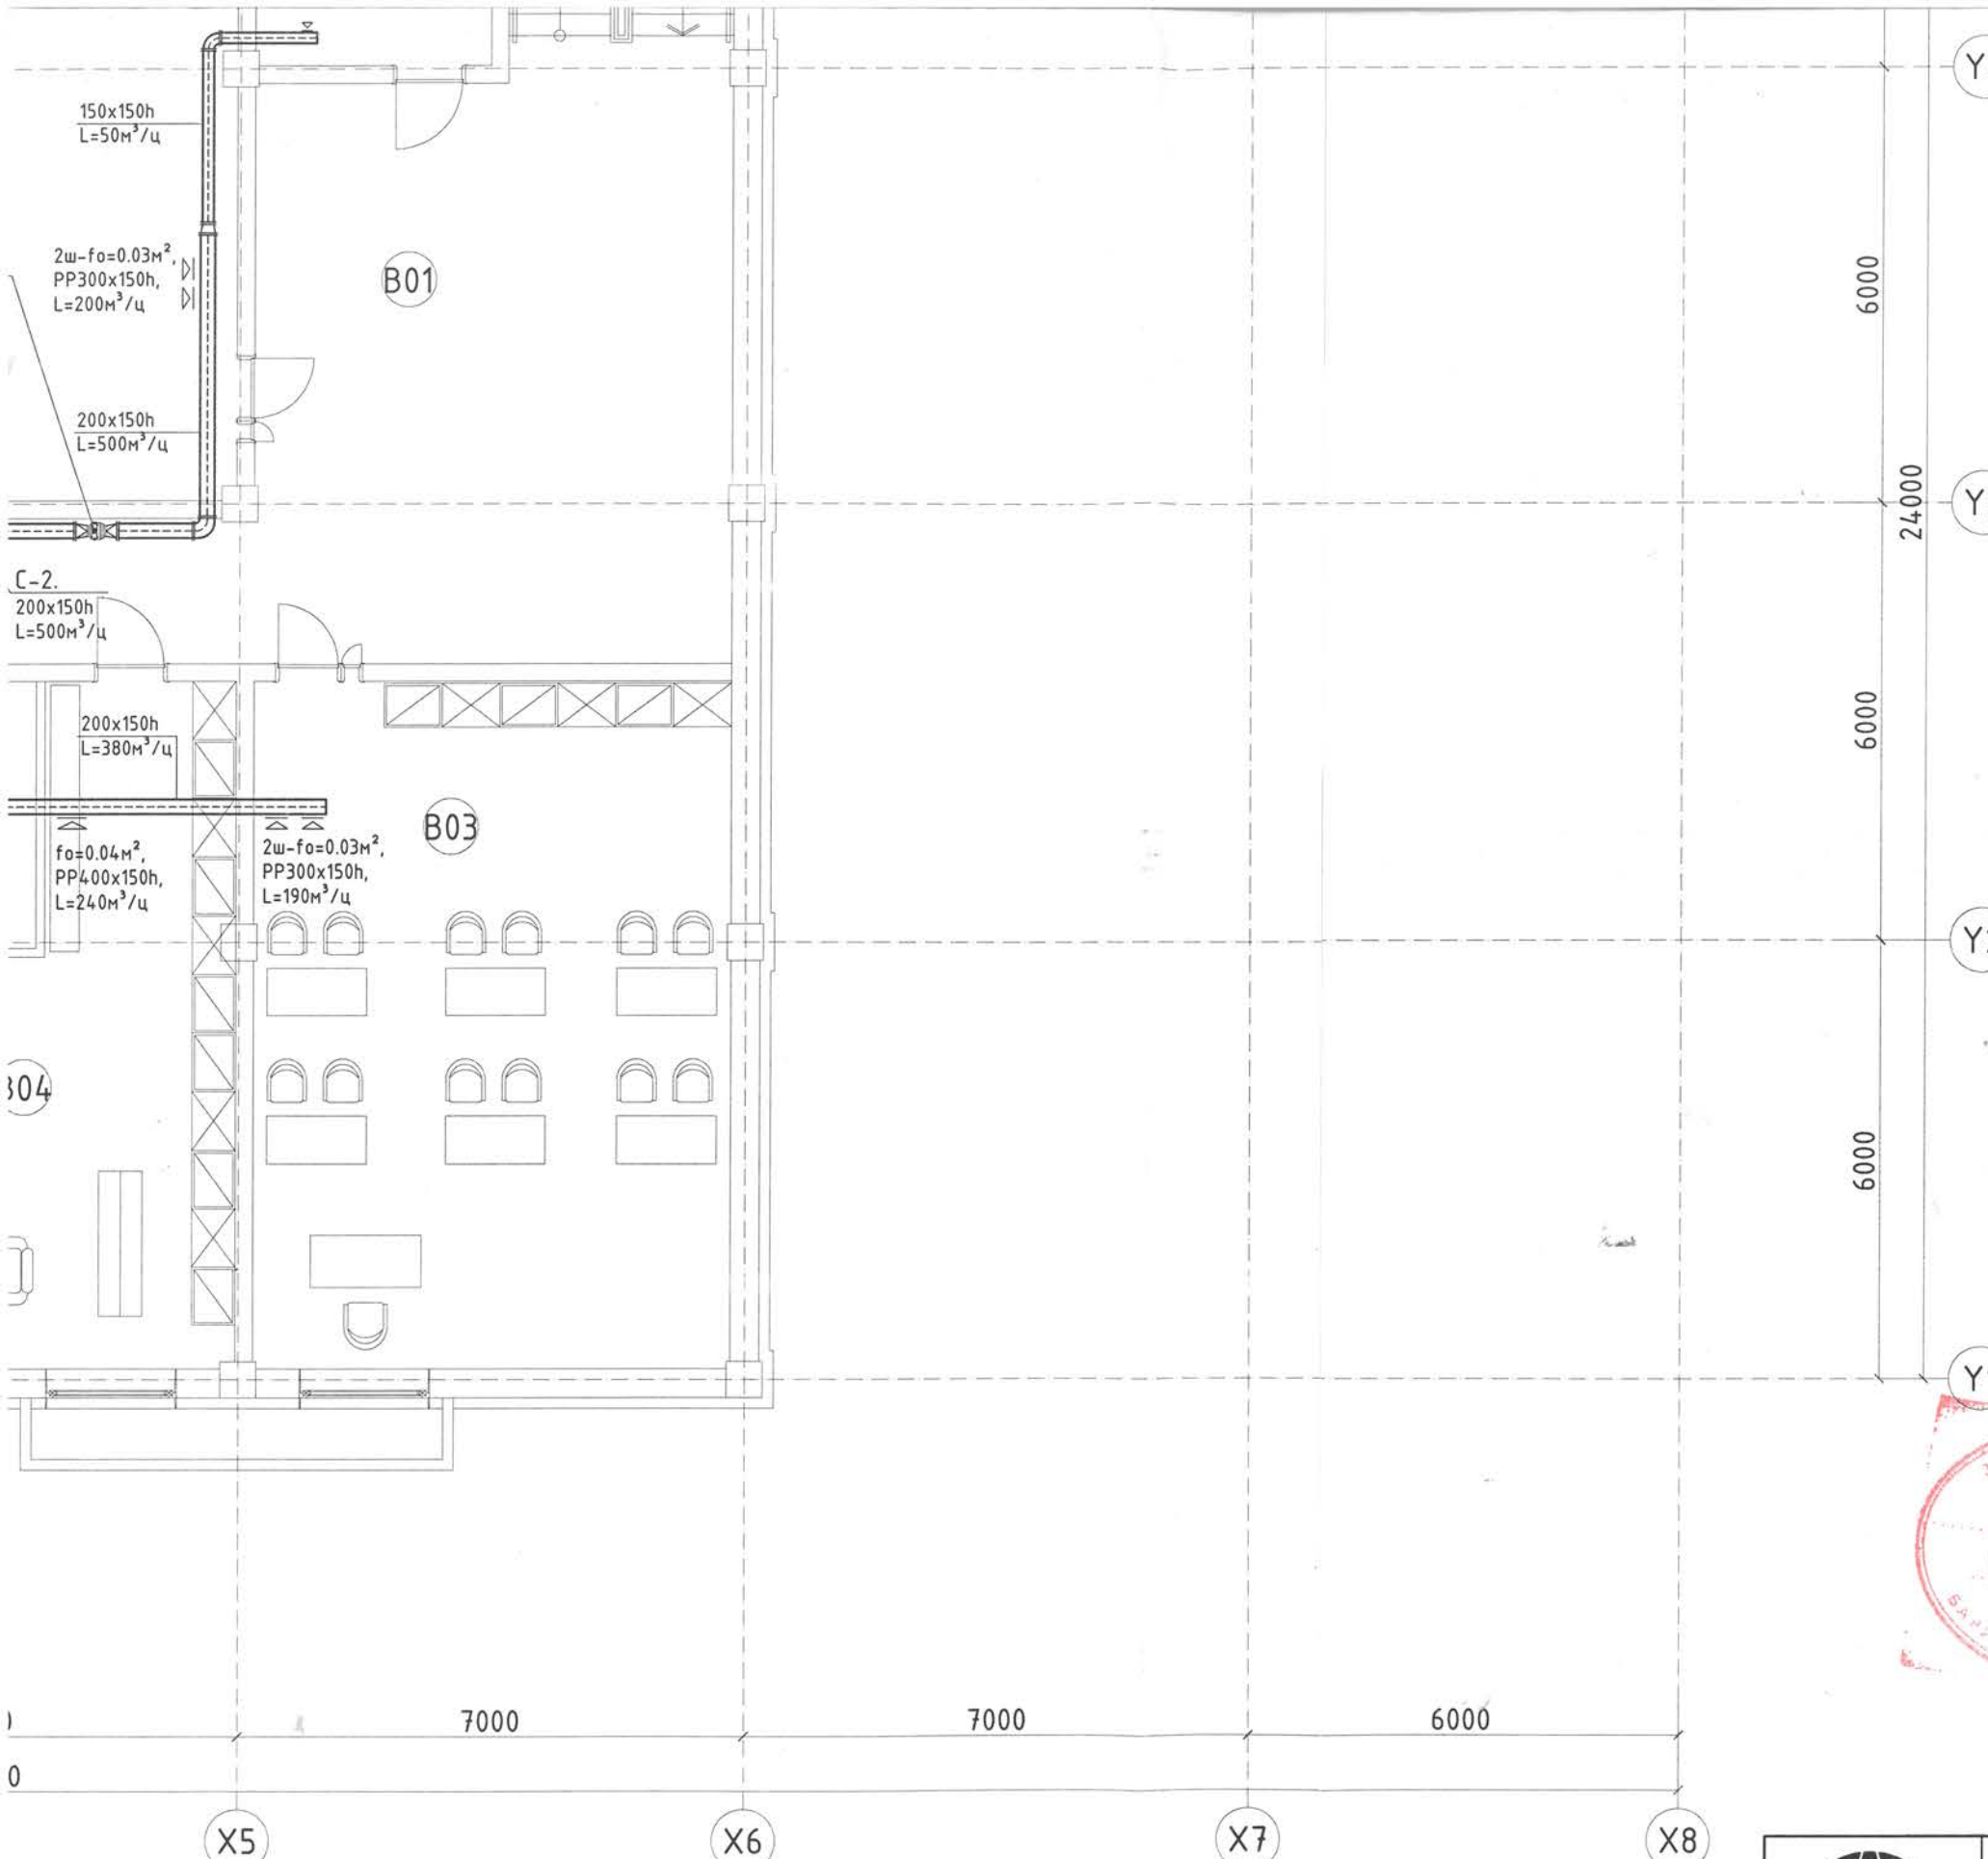 150x150h
L=50м³/ц
2ш-fo=0.03м²,
PP300x150h,
L=200м³/ц
200x150h
L=500м³/ц
C-2.
200x150h
L=500м³/ц
200x150h
L=380м³/ц
fo=0.04м²,
PP400x150h,
L=240м³/ц
2ш-fo=0.03м²,
PP300x150h,
L=190м³/ц
B01
B03
6000
24000
6000
6000
Y
Y
Y
7000
7000
6000
0
X5
X6
X7
X8